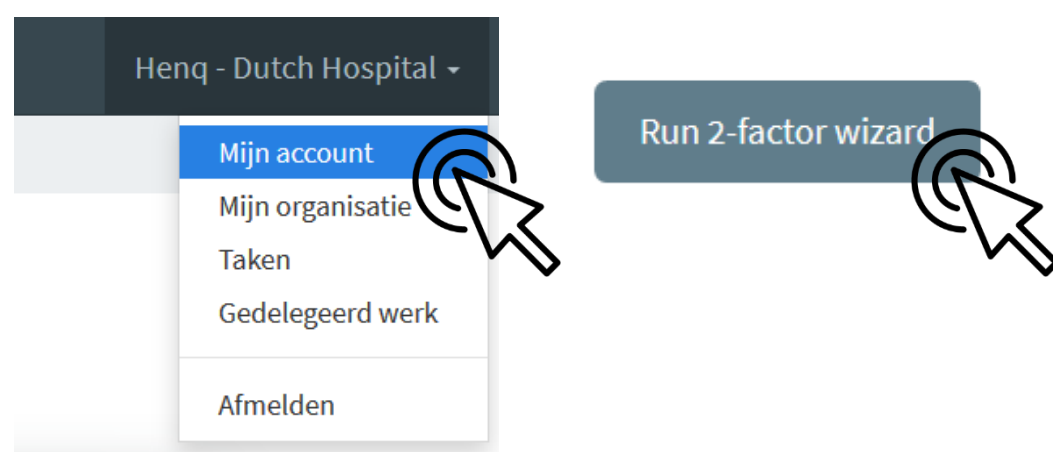 Henq - Dutch Hospital
Mijn account
Mijn organisatie
Taken
Gedelegeerd werk
Afmelden
Run 2-factor wizard